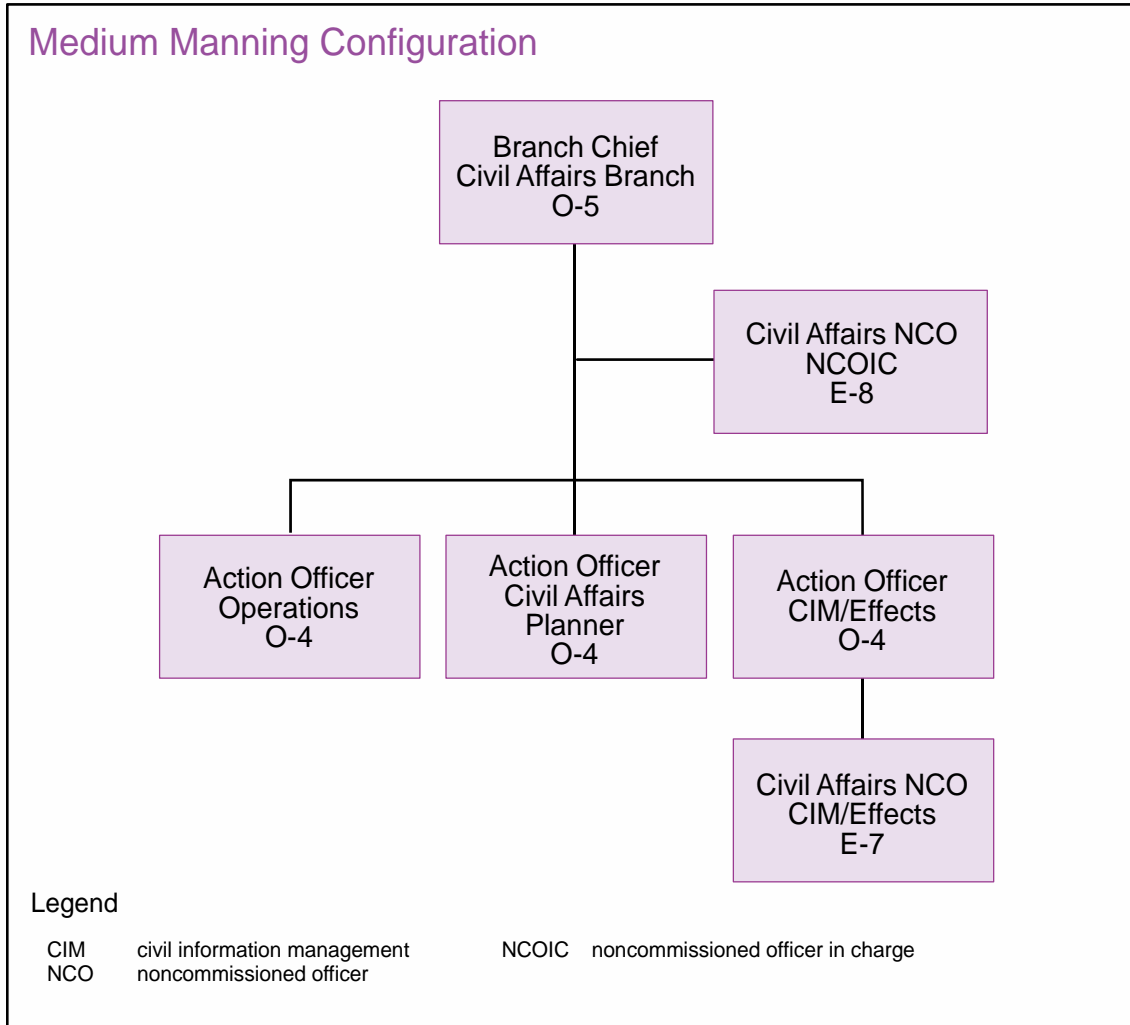 Medium Manning Configuration
Branch Chief
Civil Affairs Branch
O-5
Civil Affairs NCO
NCOIC
E-8
Action Officer
Operations
O-4
Action Officer
Civil Affairs
Planner
O-4
Action Officer
CIM/Effects
O-4
Civil Affairs NCO
CIM/Effects
E-7
Legend
CIM civil information management
NCO noncommissioned officer
NCOIC noncommissioned officer in charge